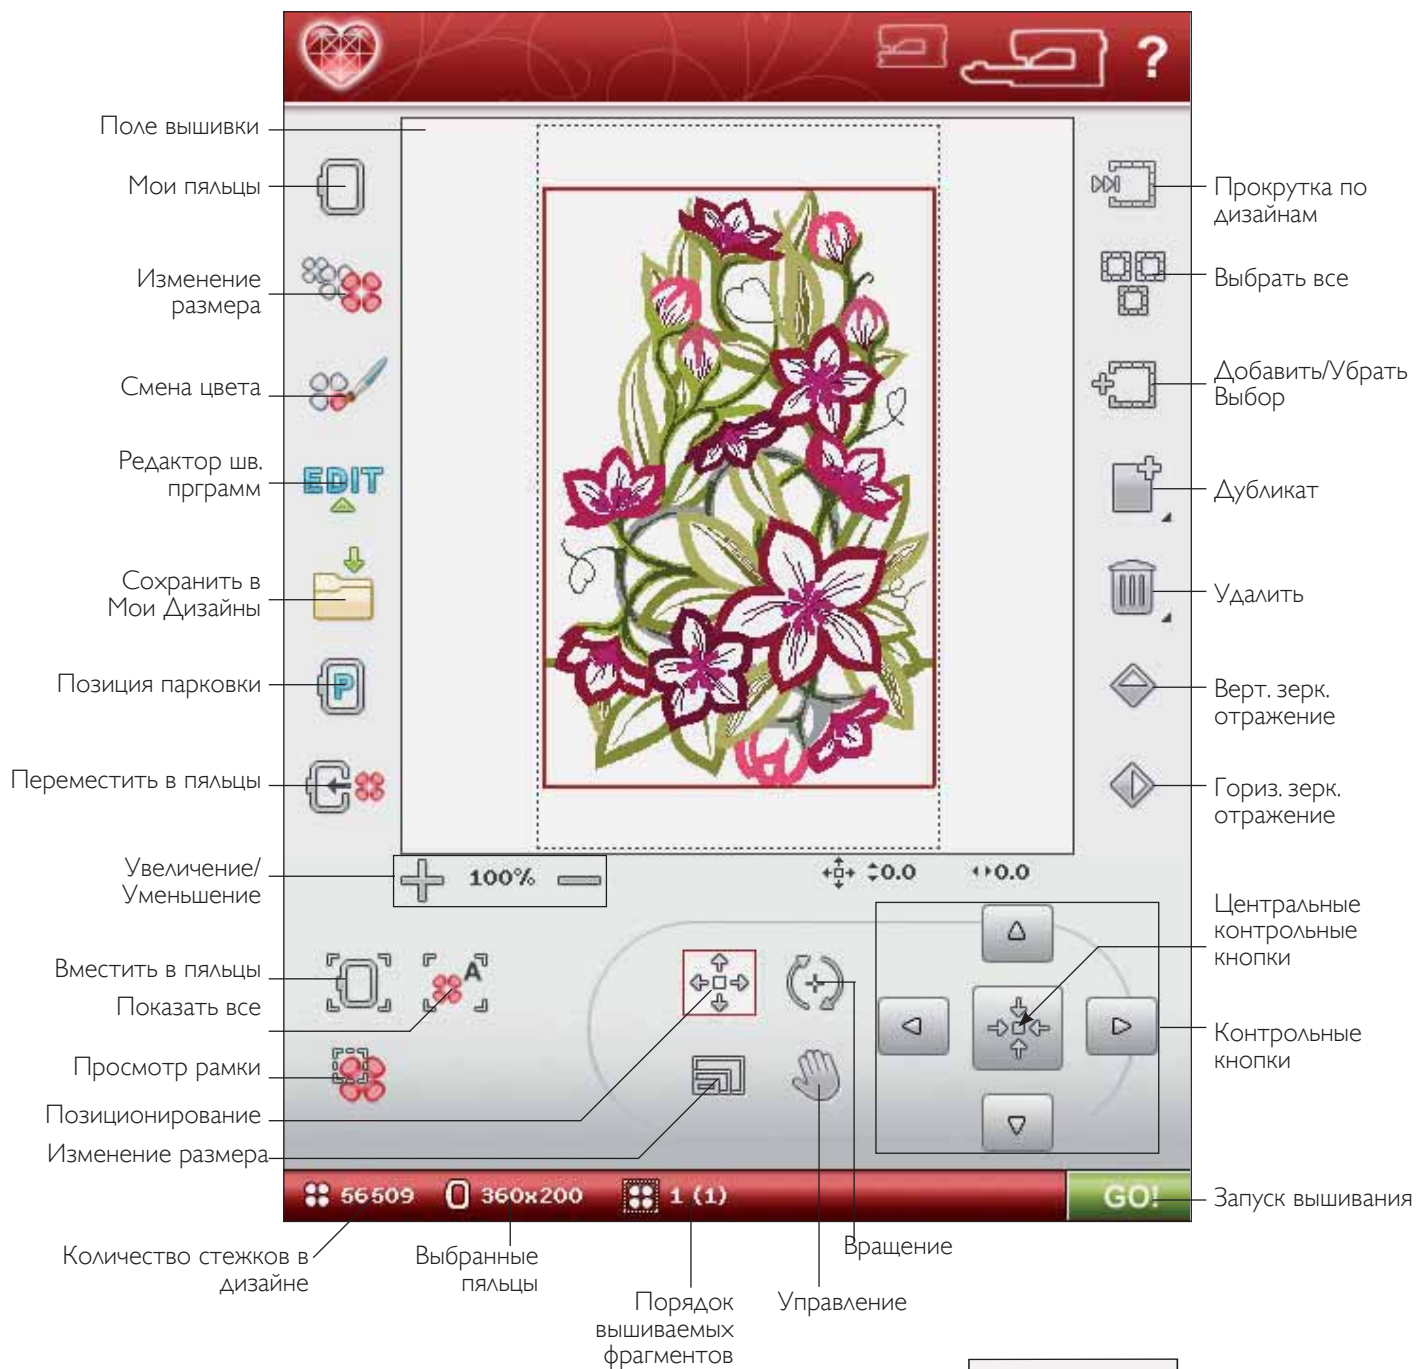 ?
Поле вышивки
Мои пяльцы
Изменение
размера
Смена цвета
Редактор шв.
прграмм
EDIT
Сохранить в
Мои Дизайны
Позиция парковки
P
Переместить в пяльцы
Увеличение/
Уменьшение
100%
0.0
0.0
Вместить в пяльцы
A
Показать все
Просмотр рамки
Позиционирование
Изменение размера
Прокрутка по
дизайнам
Выбрать все
Добавить/Убрать
Выбор
Дубликат
Удалить
Верт. зерк.
отражение
Гориз. зерк.
отражение
Центральные
контрольные
кнопки
Контрольные
кнопки
56509 360x200 1 (1)
GO!
Запуск вышивания
Количество стежков в
дизайне
Выбранные
пяльцы
Порядок
вышиваемых
фрагментов
Управление
Вращение